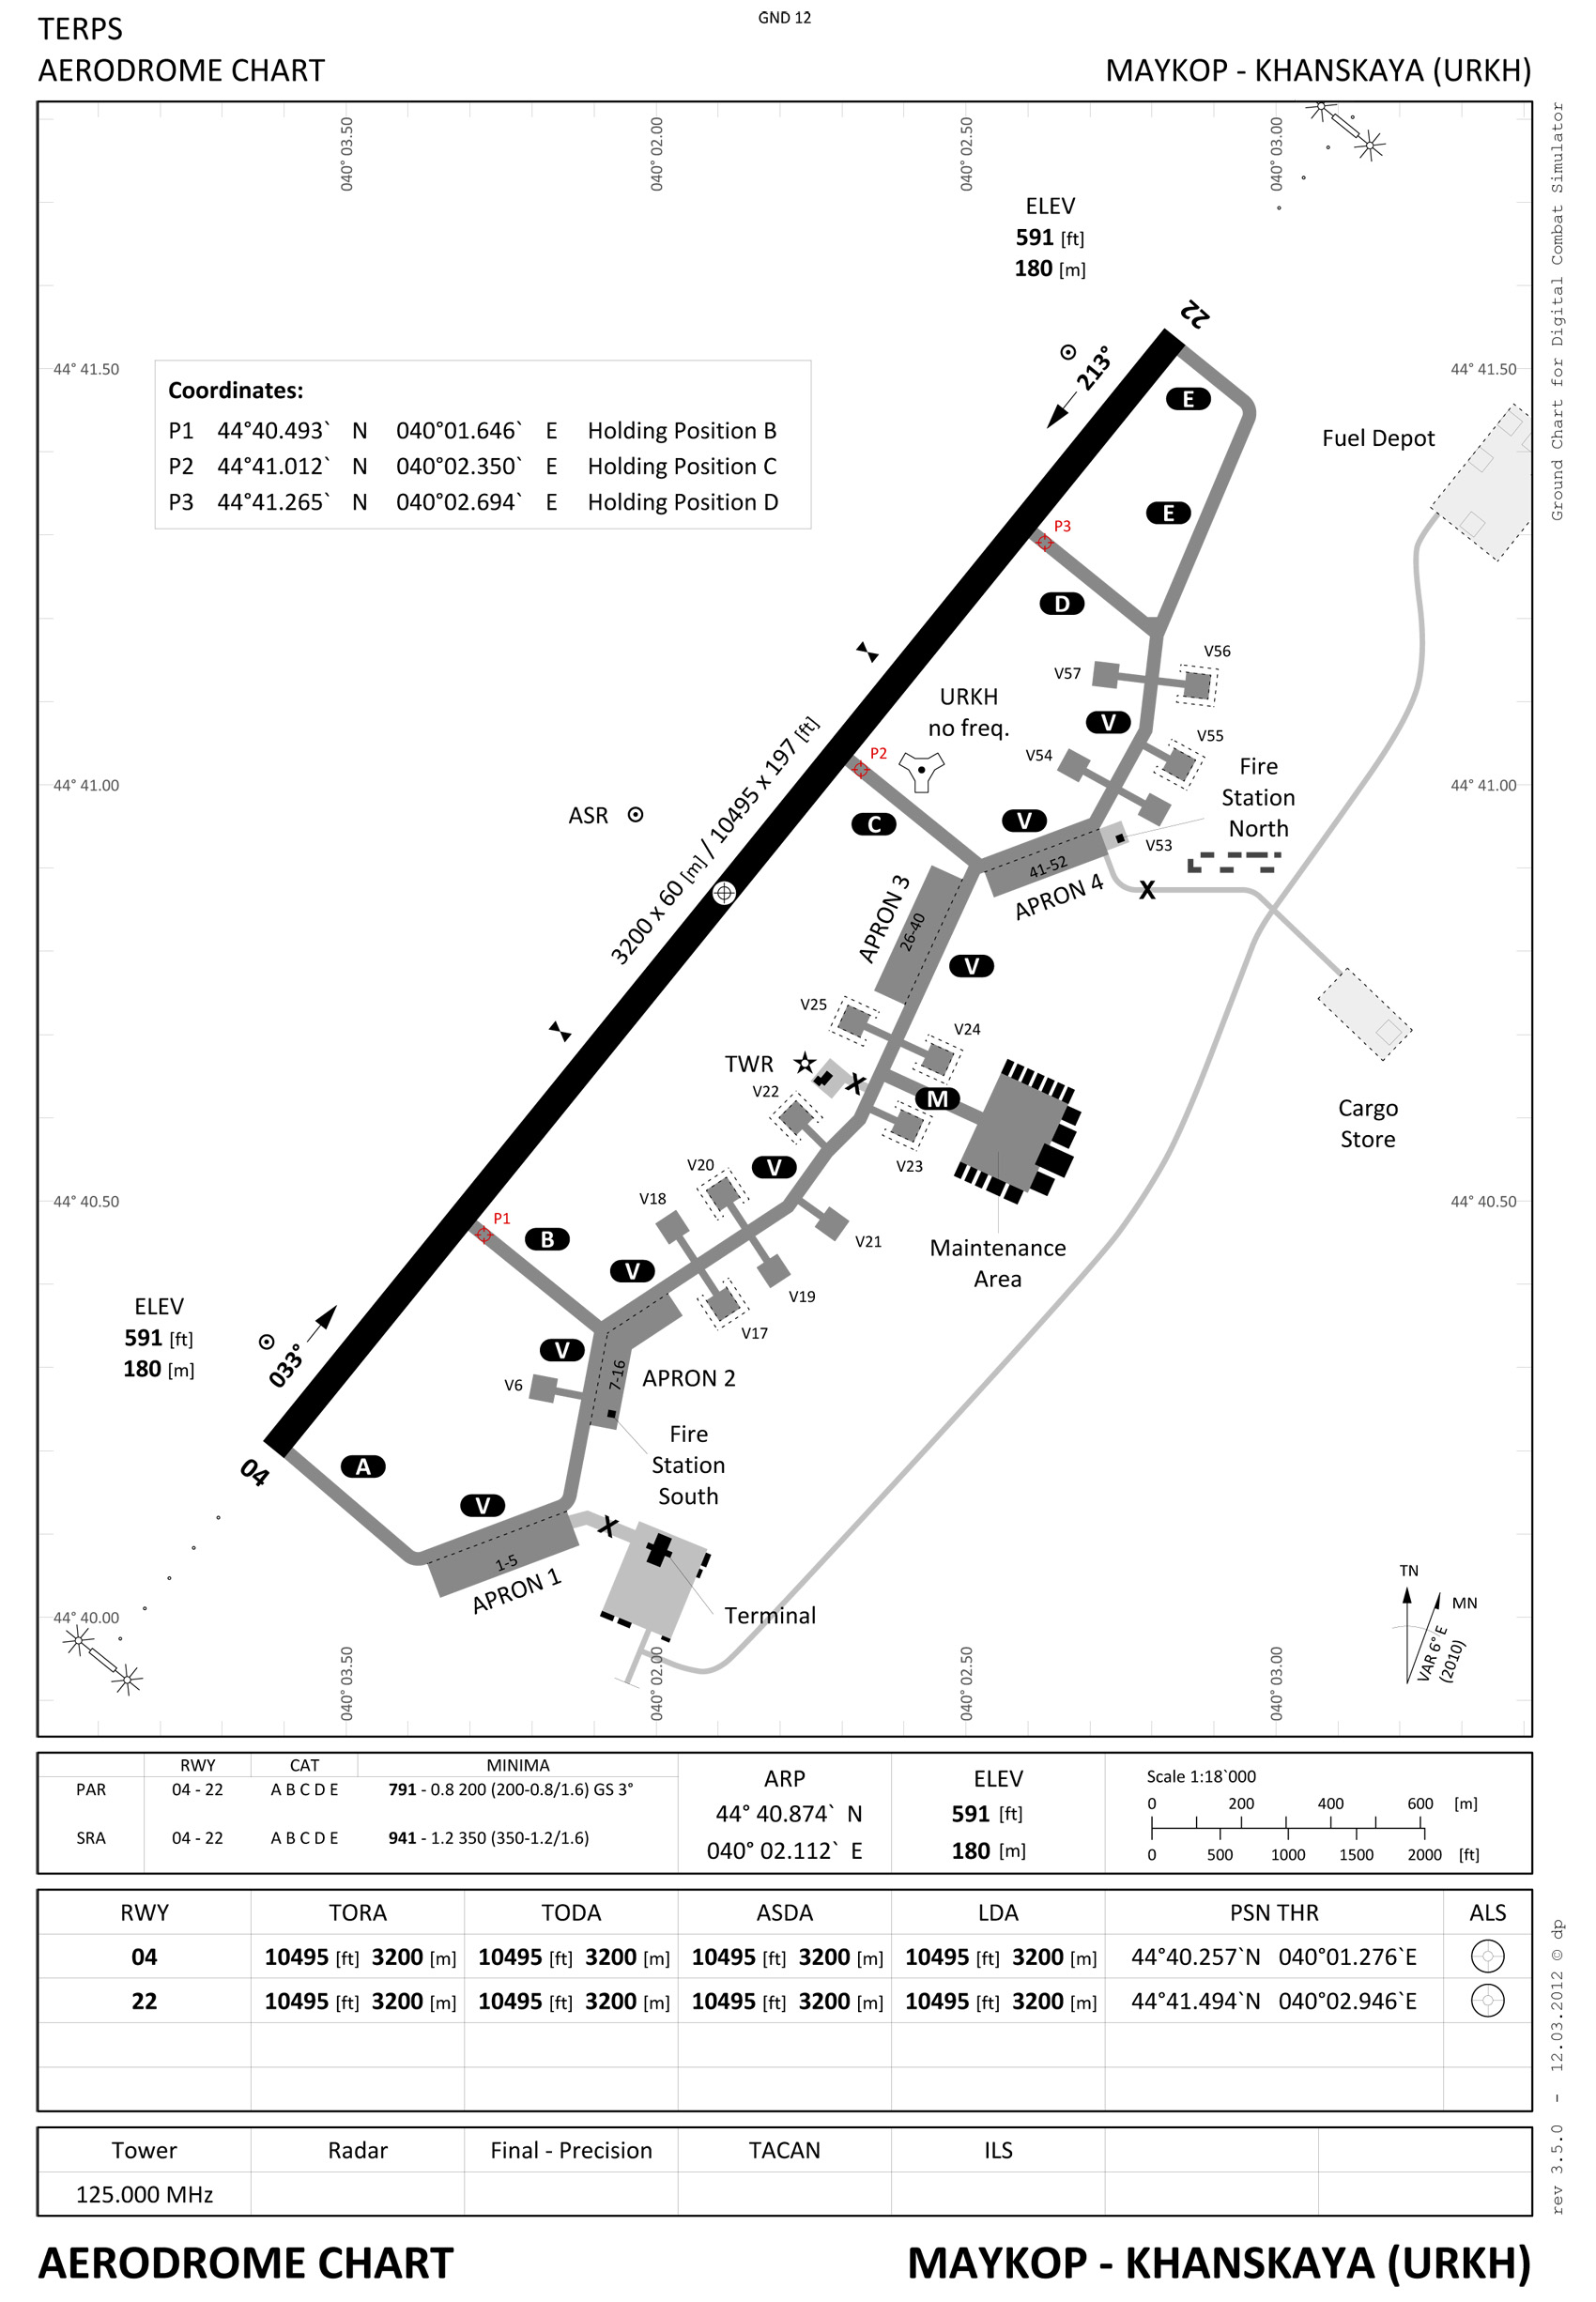 GND 12
TERPS
AERODROME CHART
MAYKOP - KHANSKAYA (URKH)
Ground Chart for Digital Combat Simulator
040° 03.50
040° 02.00
040° 02.50
040° 03.00
ELEV
591 [ft]
180 [m]
22
213°
44° 41.50
44° 41.50
Coordinates:
P1 44°40.493` N 040°01.646` E Holding Position B
P2 44°41.012` N 040°02.350` E Holding Position C
P3 44°41.265` N 040°02.694` E Holding Position D
E
Fuel Depot
E
P3
D
V57
V56
URKH
no freq.
V
V55
P2
V54
Fire
Station
North
44° 41.00
44° 41.00
3200 x 60 [m] / 10495 x 197 [ft]
ASR
C
V
V53
41-52
APRON 4
X
APRON 3
26-40
V
V25
V24
TWR
X
V22
M
Cargo
Store
V20
V
V23
V18
44° 40.50
44° 40.50
P1
B
V21
Maintenance
Area
V
V19
ELEV
591 [ft]
180 [m]
033°
V17
V
V6
7-16
APRON 2
Fire
Station
South
04
A
V
X
1-5
APRON 1
Terminal
44° 40.00
44° 40.00
TN
MN
VAR 6° E
(2010)
040° 03.50
040° 02.00
040° 02.50
040° 03.00
RWY CAT MINIMA
PAR 04 - 22 A B C D E 791 - 0.8 200 (200-0.8/1.6) GS 3°
SRA 04 - 22 A B C D E 941 - 1.2 350 (350-1.2/1.6)
ARP
44° 40.874` N
040° 02.112` E
ELEV
591 [ft]
180 [m]
Scale 1:18`000
0 200 400 600 [m]
0 500 1000 1500 2000 [ft]
RWY TORA TODA ASDA LDA PSN THR ALS
04 10495 [ft] 3200 [m] 10495 [ft] 3200 [m] 10495 [ft] 3200 [m] 10495 [ft] 3200 [m] 44°40.257`N 040°01.276`E
22 10495 [ft] 3200 [m] 10495 [ft] 3200 [m] 10495 [ft] 3200 [m] 10495 [ft] 3200 [m] 44°41.494`N 040°02.946`E
Tower Radar Final - Precision TACAN ILS
125.000 MHz
rev 3.5.0 - 12.03.2012 © dp
AERODROME CHART
MAYKOP - KHANSKAYA (URKH)